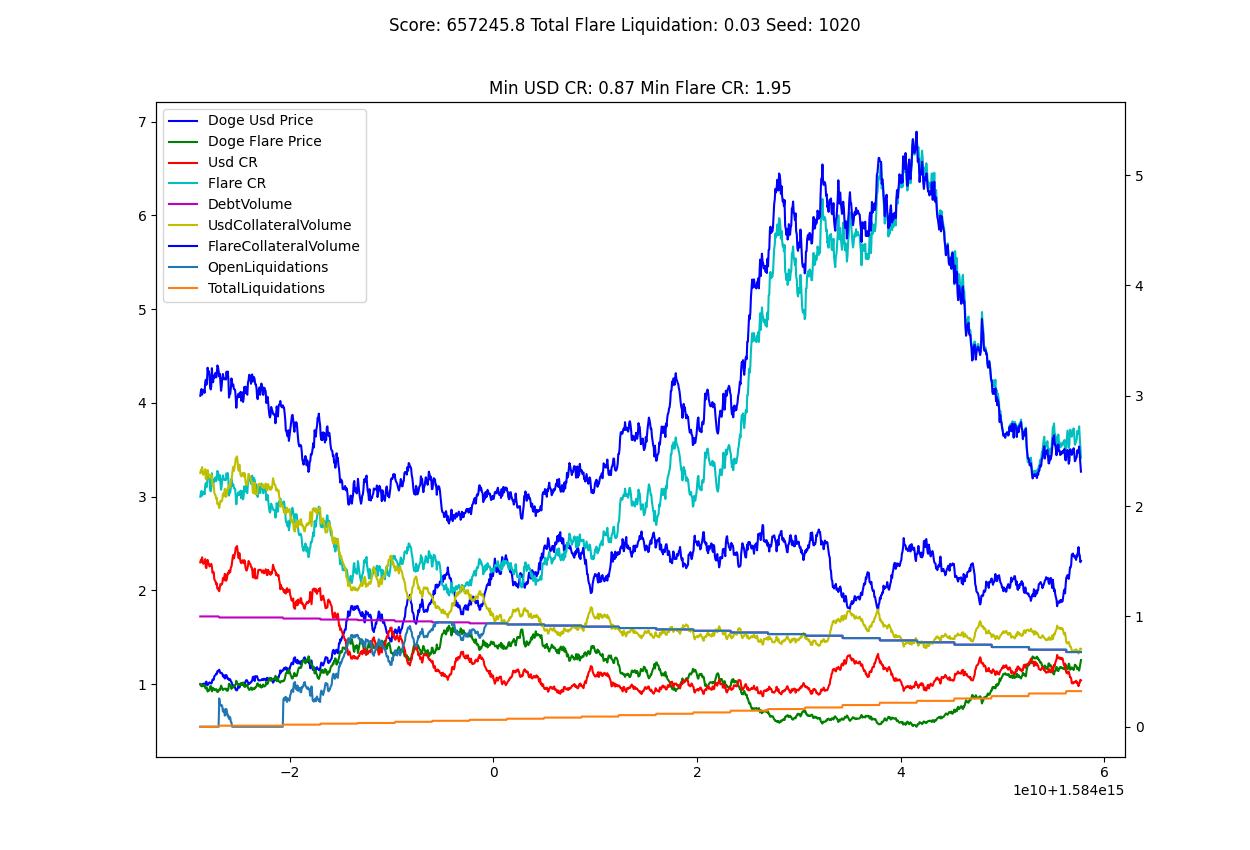 Score: 657245.8 Total Flare Liquidation: 0.03 Seed: 1020
Min USD CR: 0.87 Min Flare CR: 1.95
Doge Usd Price
Doge Flare Price
Usd CR
Flare CR
DebtVolume
UsdCollateralVolume
FlareCollateralVolume
OpenLiquidations
TotalLiquidations
7
6
5
4
3
2
1
5
4
3
2
1
0
−2 0 2 4 6
1e10+1.584e15